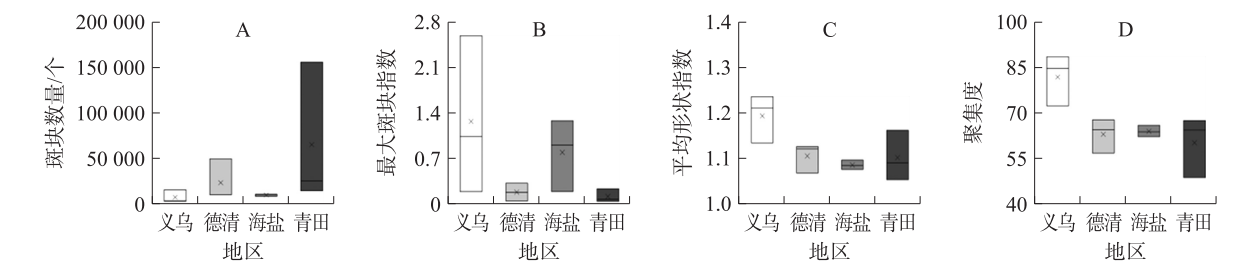 A
斑块数量/个
200 000
150 000
100 000
50 000
0
义乌 德清 海盐 青田
地区
B
最大斑块指数
2.8
2.1
1.4
0.7
0
义乌 德清 海盐 青田
地区
C
平均形状指数
1.4
1.3
1.2
1.1
1.0
义乌 德清 海盐 青田
地区
D
聚集度
100
85
70
55
40
义乌 德清 海盐 青田
地区